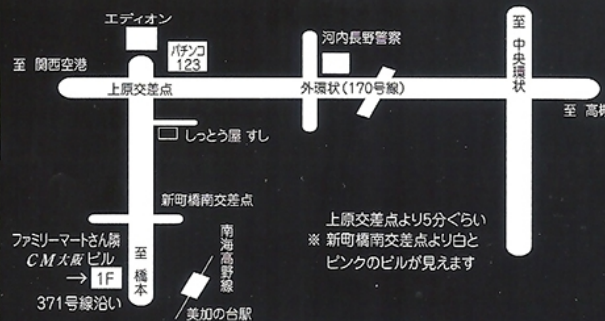 エディオン
パチンコ
123
至 関西空港
上原交差点
河内長野警察
外環状(170号線)
至 中央環状
至 高槻
しっとう屋 すし
新町橋南交差点
ファミリーマートさん隣
CM大阪 ビル
→ 1F
371号線沿い
至 橋本
南海高野線
美加の台駅
上原交差点より5分ぐらい
※ 新町橋南交差点より白と
ピンクのビルが見えます